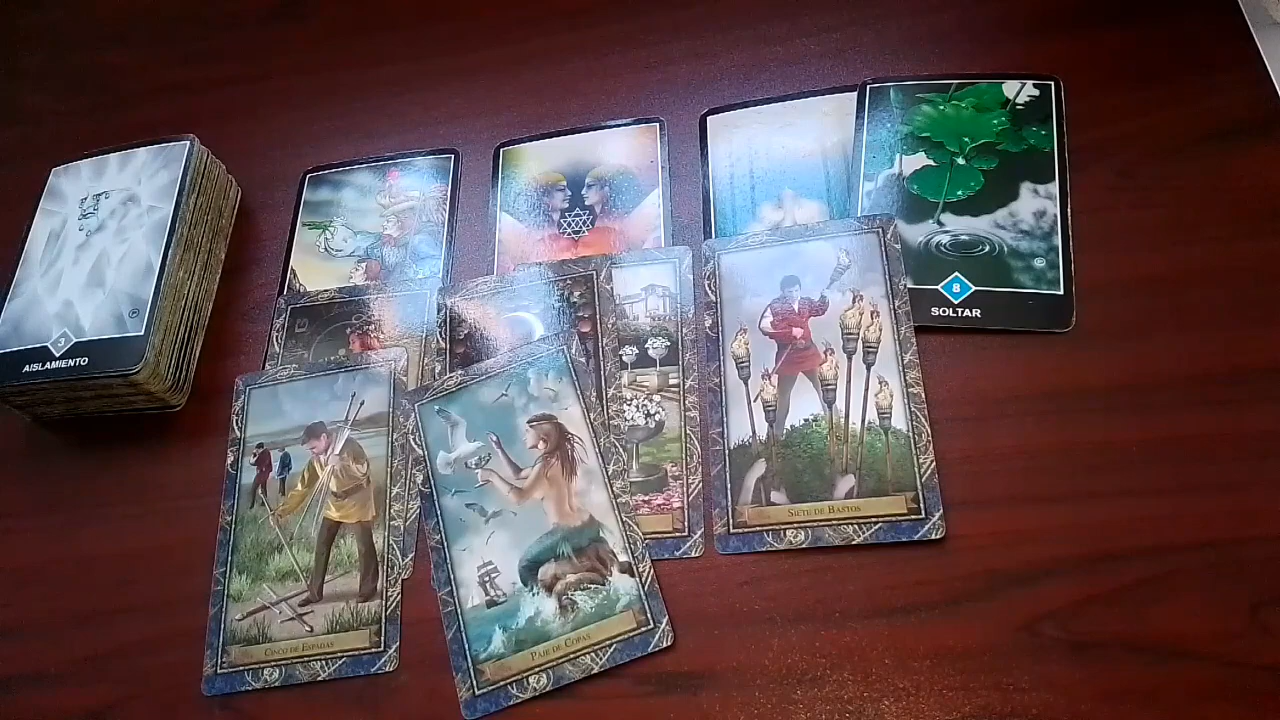 3
AISLAMIENTO
8
SOLTAR
SIETE DE BASTOS
CINCO DE ESPADAS
PAJE DE COPAS